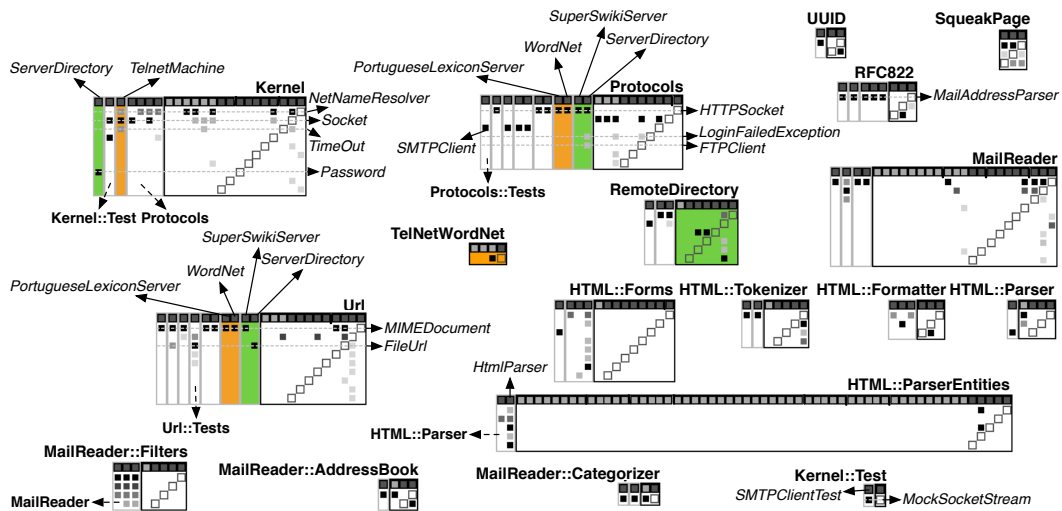 SuperSwikiServer
UUID
SqueakPage
WordNet
ServerDirectory
ServerDirectory
TelnetMachine
PortugueseLexiconServer
RFC822
Kernel
Protocols
NetNameResolver
HTTPSocket
MailAddressParser
Socket
LoginFailedException
TimeOut
SMTPClient
FTPClient
Password
Protocols::Tests
MailReader
RemoteDirectory
Kernel::Test Protocols
TelNetWordNet
SuperSwikiServer
WordNet
ServerDirectory
PortugueseLexiconServer
Url
HTML::Forms
HTML::Tokenizer
HTML::Formatter
HTML::Parser
MIMEDocument
FileUrl
HtmlParser
HTML::ParserEntities
Url::Tests
HTML::Parser
MailReader::Filters
MailReader::AddressBook
MailReader::Categorizer
Kernel::Test
SMTPClientTest
MailReader
MockSocketStream